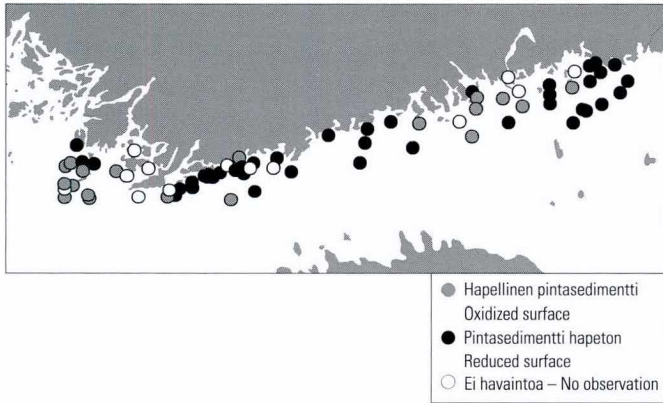 Hapellinen pintasedimentti
Oxidized surface
Pintasedimentti hapeton
Reduced surface
Ei havaintoa – No observation